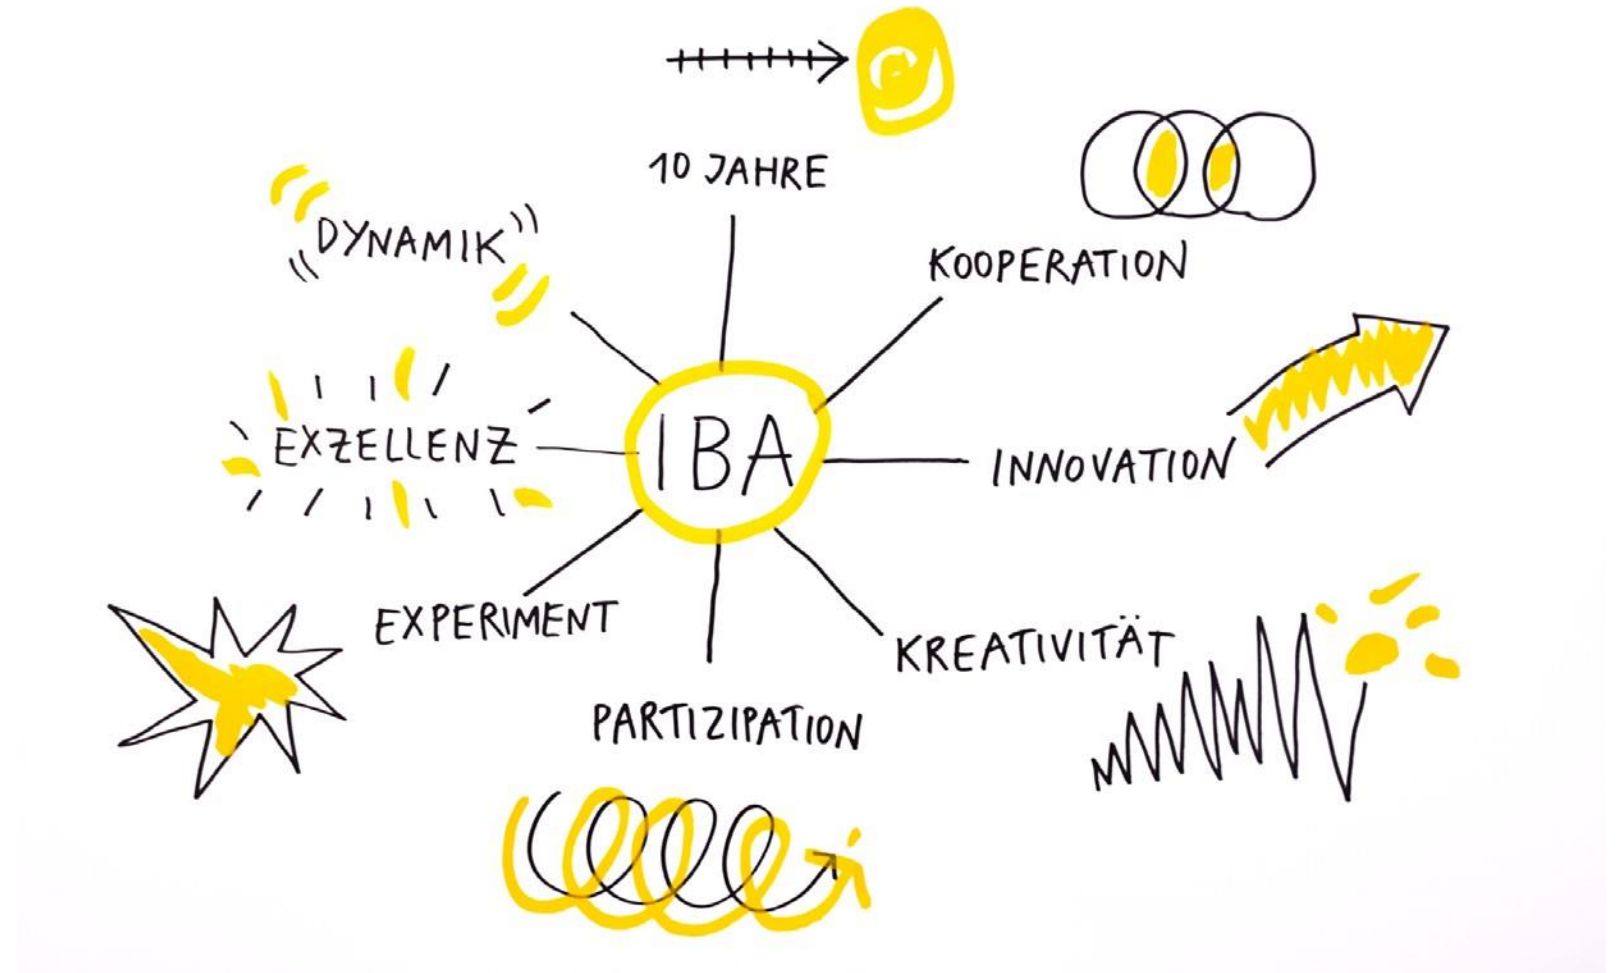 10 JAHRE
KOOPERATION
DYNAMIK
EXZELLENZ
IBA
INNOVATION
EXPERIMENT
KREATIVITÄT
PARTIZIPATION